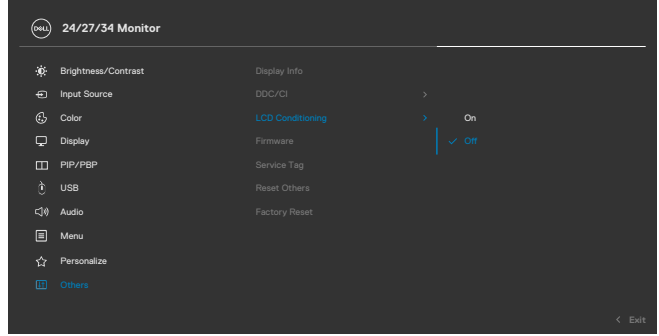 DELL 24/27/34 Monitor
Brightness/Contrast Display Info
Input Source DDC/CI >
Color LCD Conditioning > On
Display Firmware ✓ Off
PIP/PBP Service Tag
USB Reset Others
Audio Factory Reset
Menu
Personalize
Others
< Exit